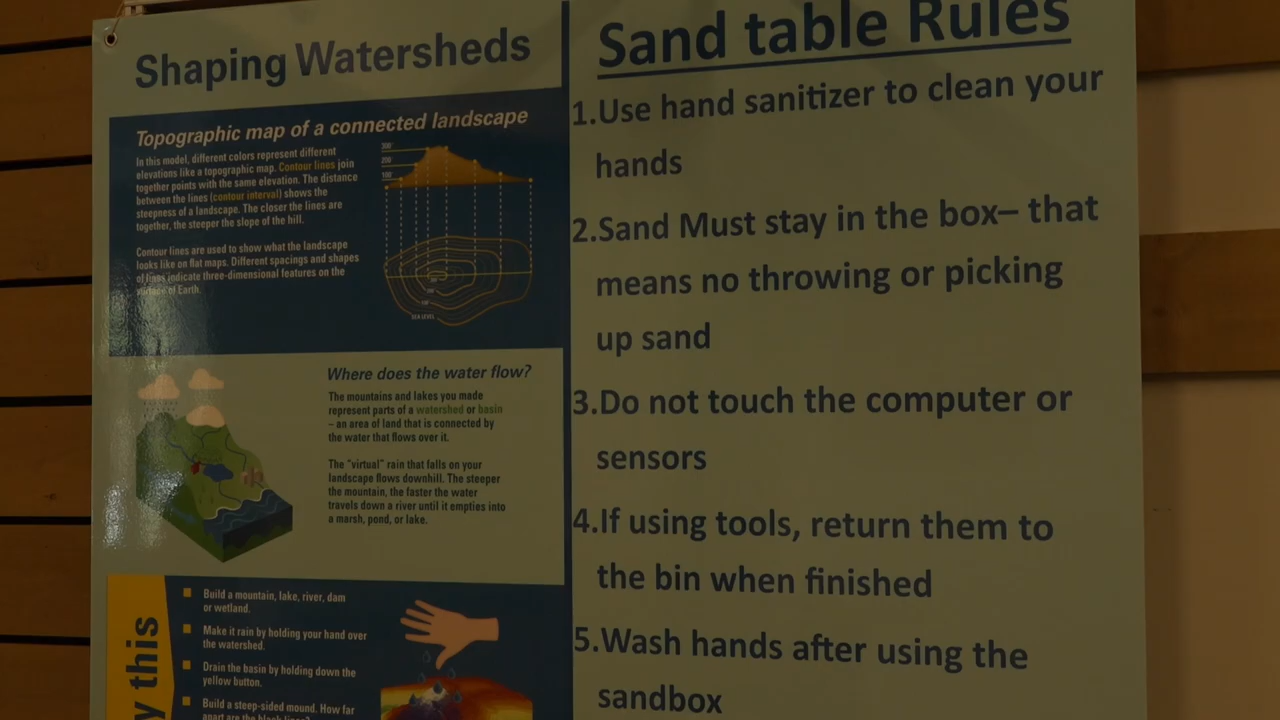 Shaping Watersheds
Topographic map of a connected landscape
In this model, different colors represent different
elevations like a topographic map. Contour lines join
together points with the same elevation. The distance
between the lines (contour interval) shows the
steepness of a landscape. The closer the lines are
together, the steeper the slope of the hill.
Contour lines are used to show what the landscape
looks like on flat maps. Different spacings and shapes
of lines indicate three-dimensional features on the
surface of Earth.
300'
200'
100'
SEA LEVEL
Where does the water flow?
The mountains and lakes you made
represent parts of a watershed or basin
– an area of land that is connected by
the water that flows over it.
The "virtual" rain that falls on your
landscape flows downhill. The steeper
the mountain, the faster the water
travels down a river until it empties into
a marsh, pond, or lake.
y this
Build a mountain, lake, river, dam
or wetland.
Make it rain by holding your hand over
the watershed.
Drain the basin by holding down the
yellow button.
Build a steep-sided mound. How far
apart are the black lines?
Sand table Rules
1.Use hand sanitizer to clean your
hands
2.Sand Must stay in the box– that
means no throwing or picking
up sand
3.Do not touch the computer or
sensors
4.If using tools, return them to
the bin when finished
5.Wash hands after using the
sandbox